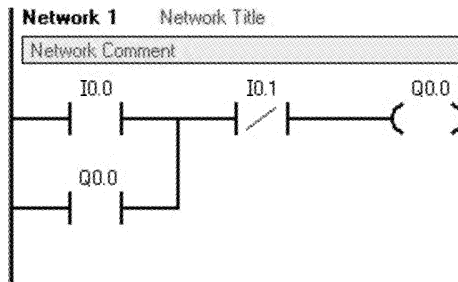 Network 1 Network Title
Network Comment
I0.0 I0.1 Q0.0
Q0.0